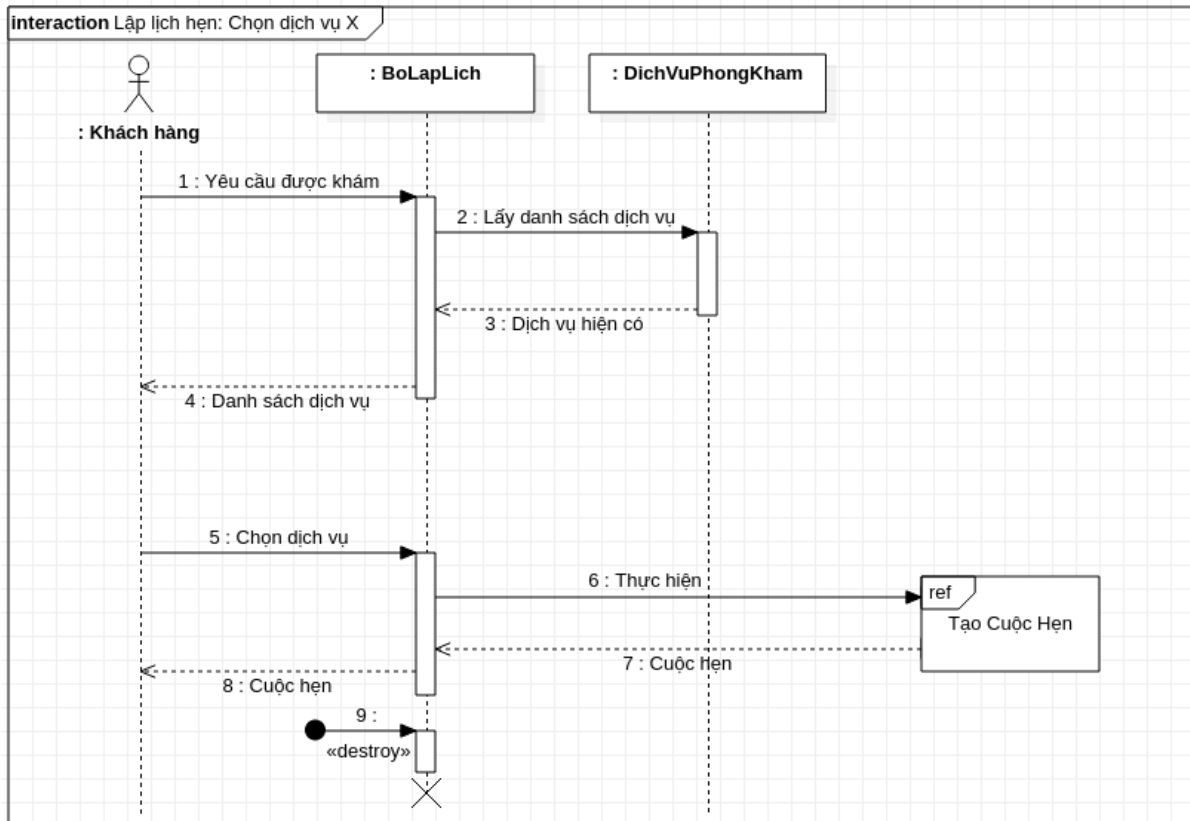 interaction Lập lịch hẹn: Chọn dịch vụ X
: BoLapLich
: DichVuPhongKham
: Khách hàng
1 : Yêu cầu được khám
2 : Lấy danh sách dịch vụ
3 : Dịch vụ hiện có
4 : Danh sách dịch vụ
5 : Chọn dịch vụ
6 : Thực hiện
ref
Tạo Cuộc Hẹn
7 : Cuộc hẹn
8 : Cuộc hẹn
9 :
«destroy»